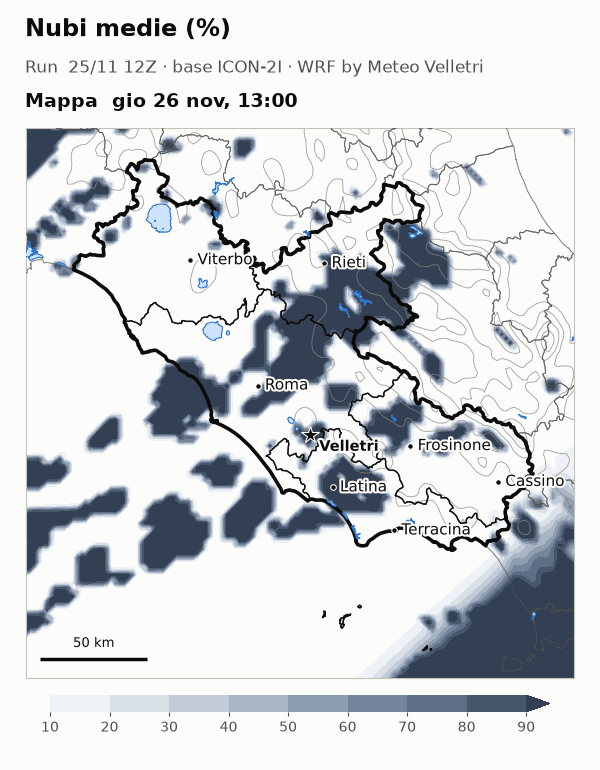 Nubi medie (%)
Run 25/11 12Z · base ICON-2I · WRF by Meteo Velletri
Mappa gio 26 nov, 13:00
Viterbo
Rieti
Roma
Velletri
Frosinone
Latina
Cassino
Terracina
50 km
10 20 30 40 50 60 70 80 90